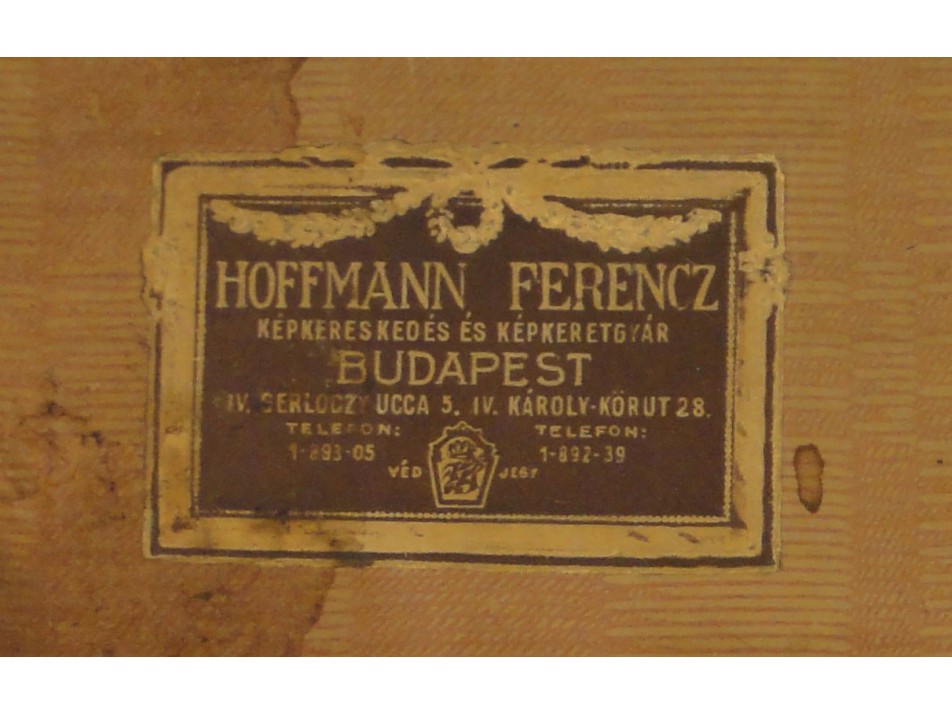 HOFFMANN FERENCZ
KÉPKERESKEDÉS ÉS KÉPKERETGYÁR
BUDAPEST
IV. GERLÓCZY UCCA 5. IV. KÁROLY-KÖRUT 28.
TELEFON: TELEFON:
1-893-05 1-892-39
VÉD JEGY